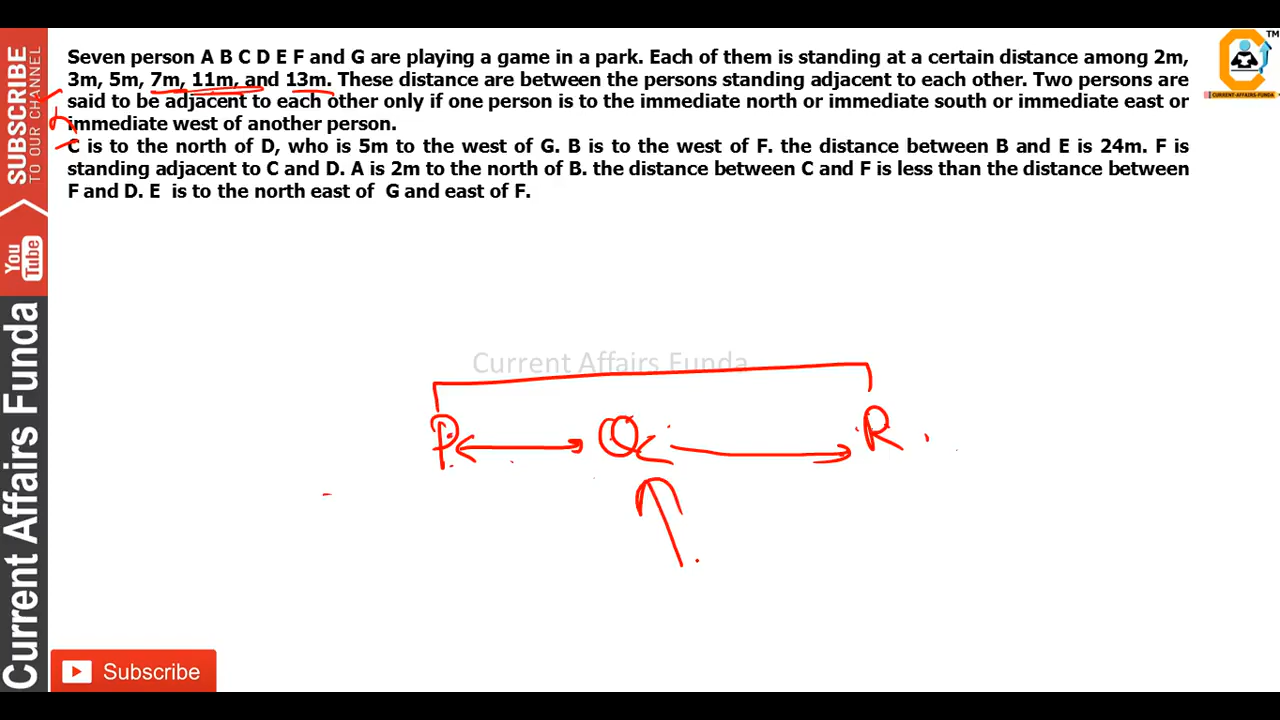 Seven person A B C D E F and G are playing a game in a park. Each of them is standing at a certain distance among 2m,
3m, 5m, 7m, 11m, and 13m. These distance are between the persons standing adjacent to each other. Two persons are
said to be adjacent to each other only if one person is to the immediate north or immediate south or immediate east or
immediate west of another person.
C is to the north of D, who is 5m to the west of G. B is to the west of F. the distance between B and E is 24m. F is
standing adjacent to C and D. A is 2m to the north of B. the distance between C and F is less than the distance between
F and D. E is to the north east of G and east of F.
Current Affairs Funda
P Q R
SUBSCRIBE
TO OUR CHANNEL
You
Tube
Current Affairs Funda
Subscribe
TM
CURRENT-AFFAIRS-FUNDA